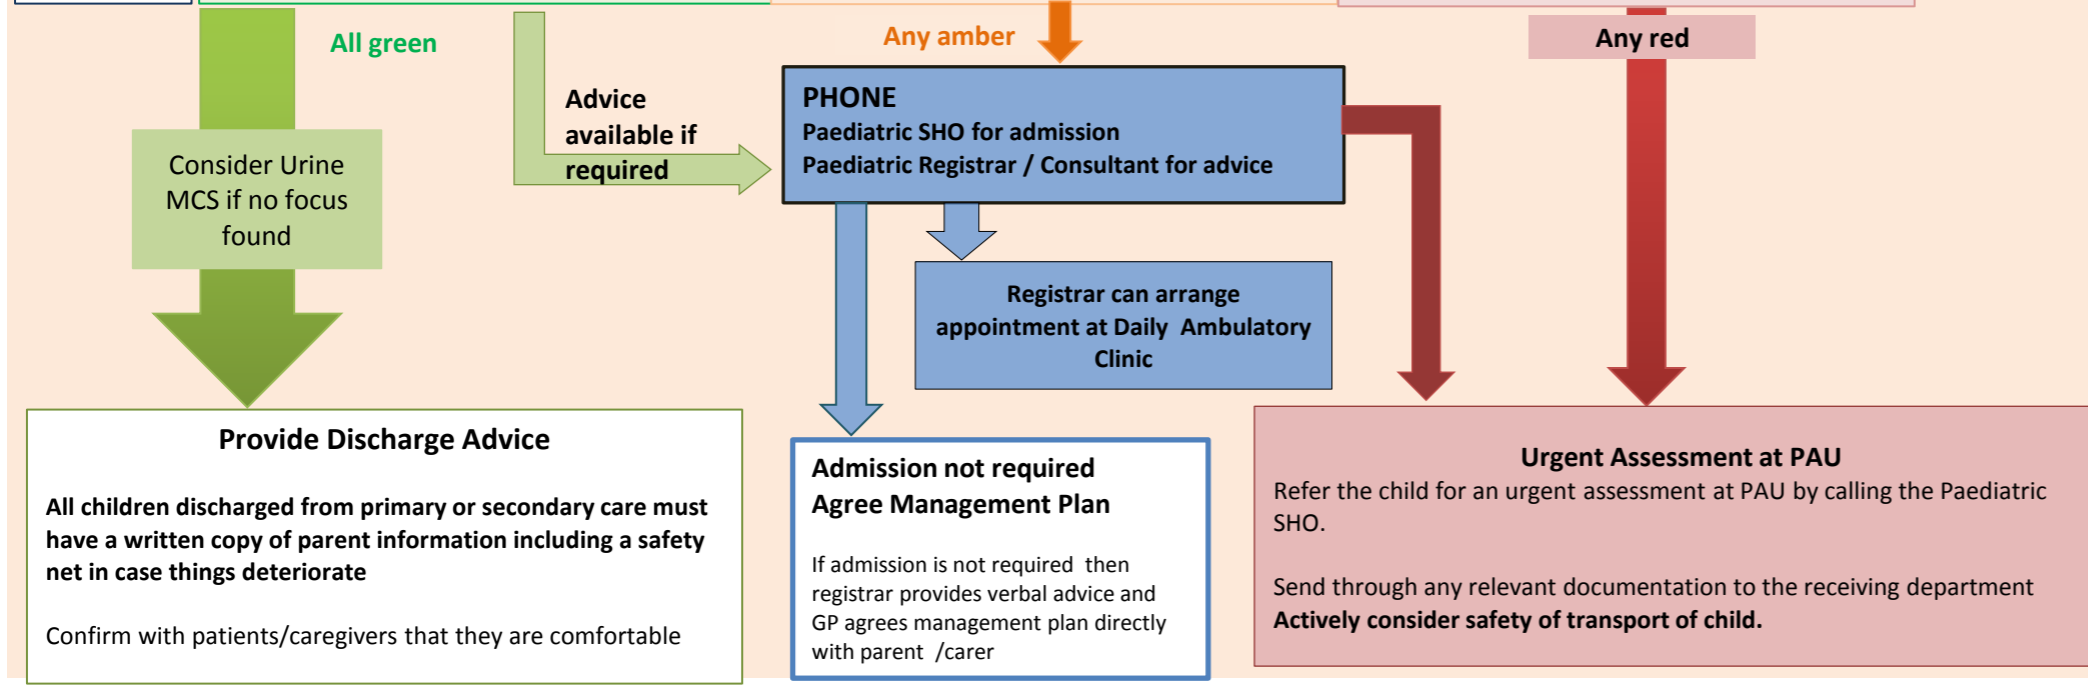 All green
Any amber
Any red
Advice
available if
required
PHONE
Paediatric SHO for admission
Paediatric Registrar / Consultant for advice
Consider Urine
MCS if no focus
found
Registrar can arrange
appointment at Daily  Ambulatory
Clinic
Provide Discharge Advice
All children discharged from primary or secondary care must
have a written copy of parent information including a safety
net in case things deteriorate
Confirm with patients/caregivers that they are comfortable
Admission not required
Agree Management Plan
If admission is not required  then
registrar provides verbal advice and
GP agrees management plan directly
with parent  /carer
Urgent Assessment at PAU
Refer the child for an urgent assessment at PAU by calling the Paediatric
SHO.
Send through any relevant documentation to the receiving department
Actively consider safety of transport of child.